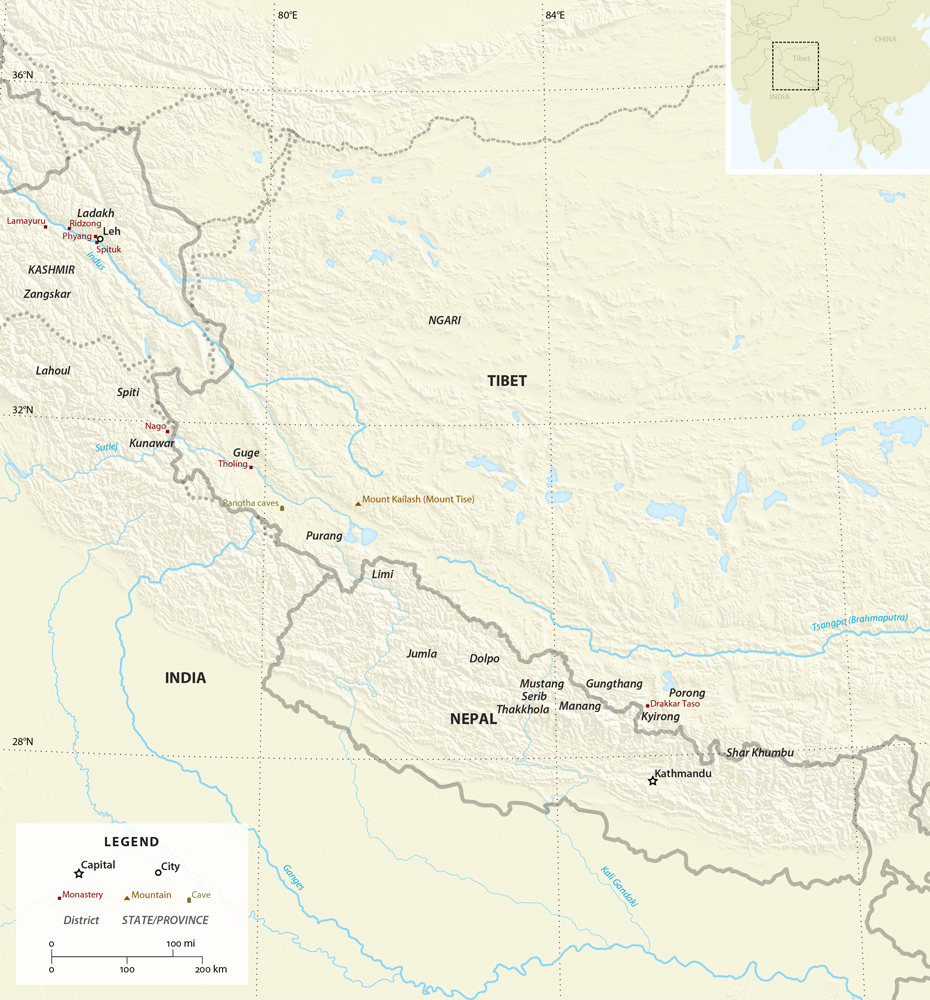 80°E
84°E
CHINA
Tibet
INDIA
36°N
Ladakh
Lamayuru
Ridzong
Leh
Phyang
Spituk
Indus
KASHMIR
Zangskar
NGARI
Lahoul
TIBET
Spiti
32°N
Nago
Kunawar
Sutlej
Guge
Tholing
Mount Kailash (Mount Tise)
Pangtha caves
Purang
Limi
Tsangpa (Brahmaputra)
Jumla
Dolpo
INDIA
Mustang
Gungthang
Serib
Porong
Thakkhola
Manang
Drakkar Taso
NEPAL
Kyirong
28°N
Shar Khumbu
Kathmandu
Ganges
Kali Gandaki
LEGEND
Capital
City
Monastery
Mountain
Cave
District
STATE/PROVINCE
0 100 mi
0 100 200 km